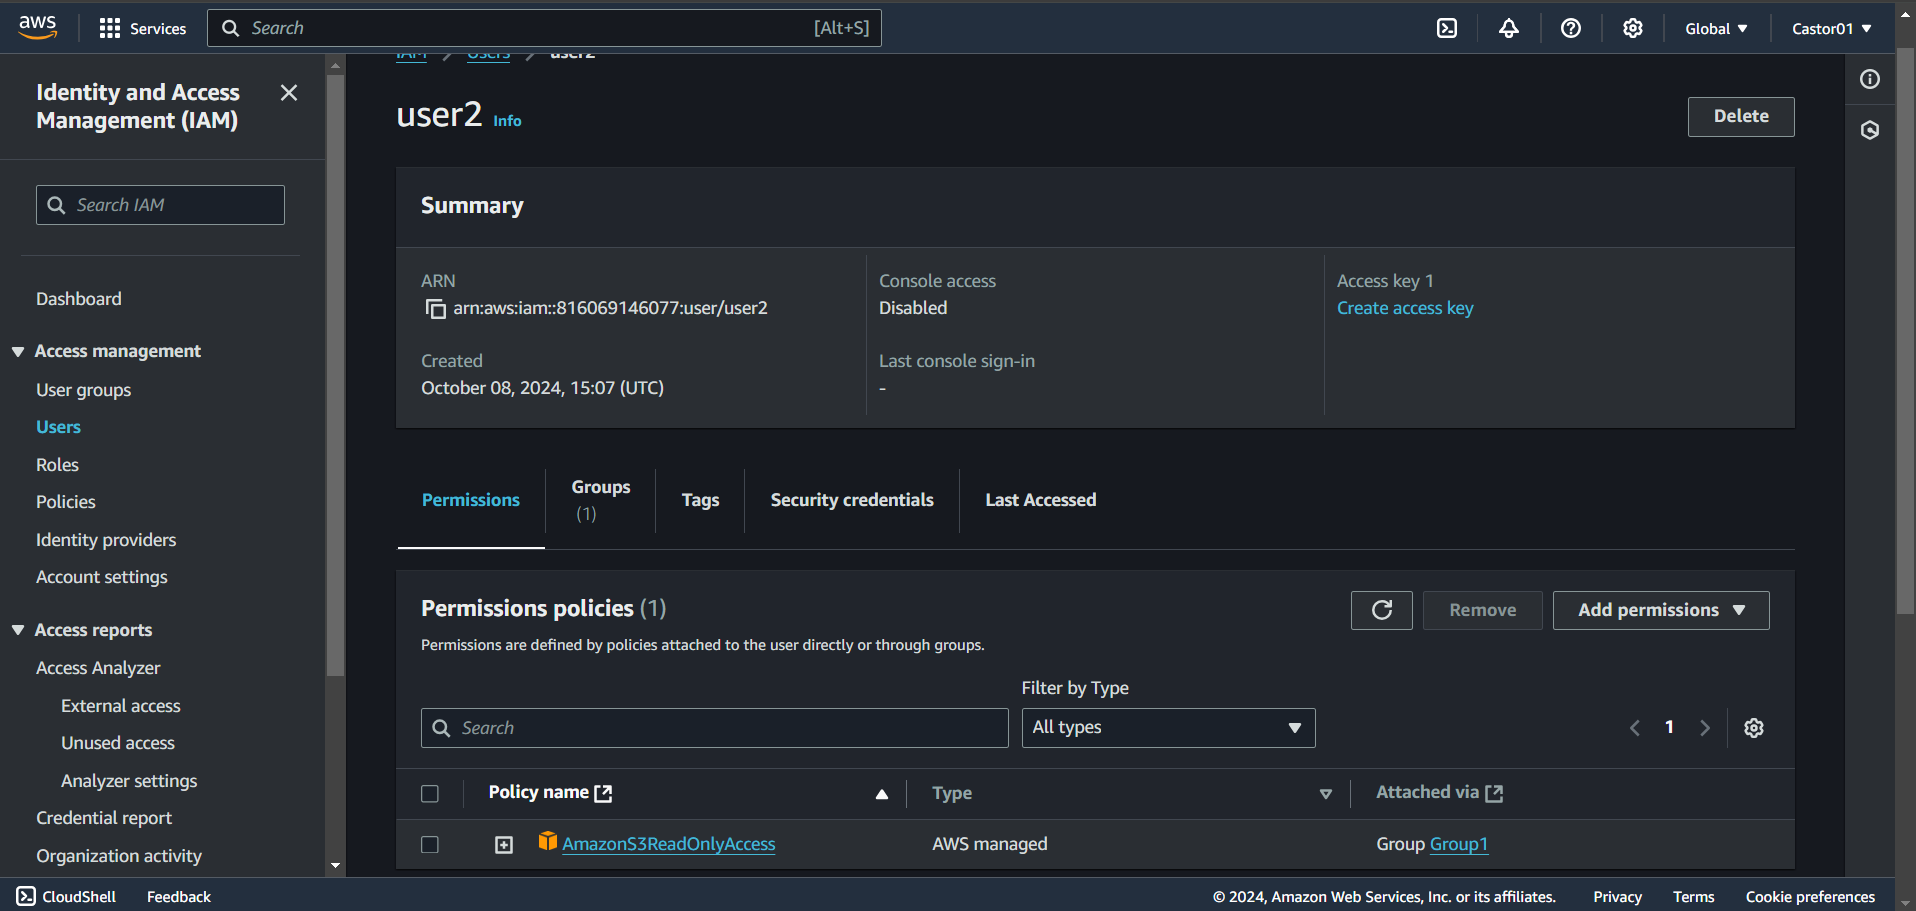 aws
Services
Search
[Alt+S]
Global
Castor01
Identity and Access
Management (IAM)
Search IAM
Dashboard
Access management
User groups
Users
Roles
Policies
Identity providers
Account settings
Access reports
Access Analyzer
External access
Unused access
Analyzer settings
Credential report
Organization activity
IAM
Users
user2
user2 Info
Delete
Summary
ARN
arn:aws:iam::816069146077:user/user2
Created
October 08, 2024, 15:07 (UTC)
Console access
Disabled
Last console sign-in
-
Access key 1
Create access key
Permissions
Groups
(1)
Tags
Security credentials
Last Accessed
Permissions policies (1)
Remove
Add permissions
Permissions are defined by policies attached to the user directly or through groups.
Filter by Type
Search
All types
1
Policy name
Type
Attached via
AmazonS3ReadOnlyAccess
AWS managed
Group Group1
CloudShell
Feedback
© 2024, Amazon Web Services, Inc. or its affiliates.
Privacy
Terms
Cookie preferences